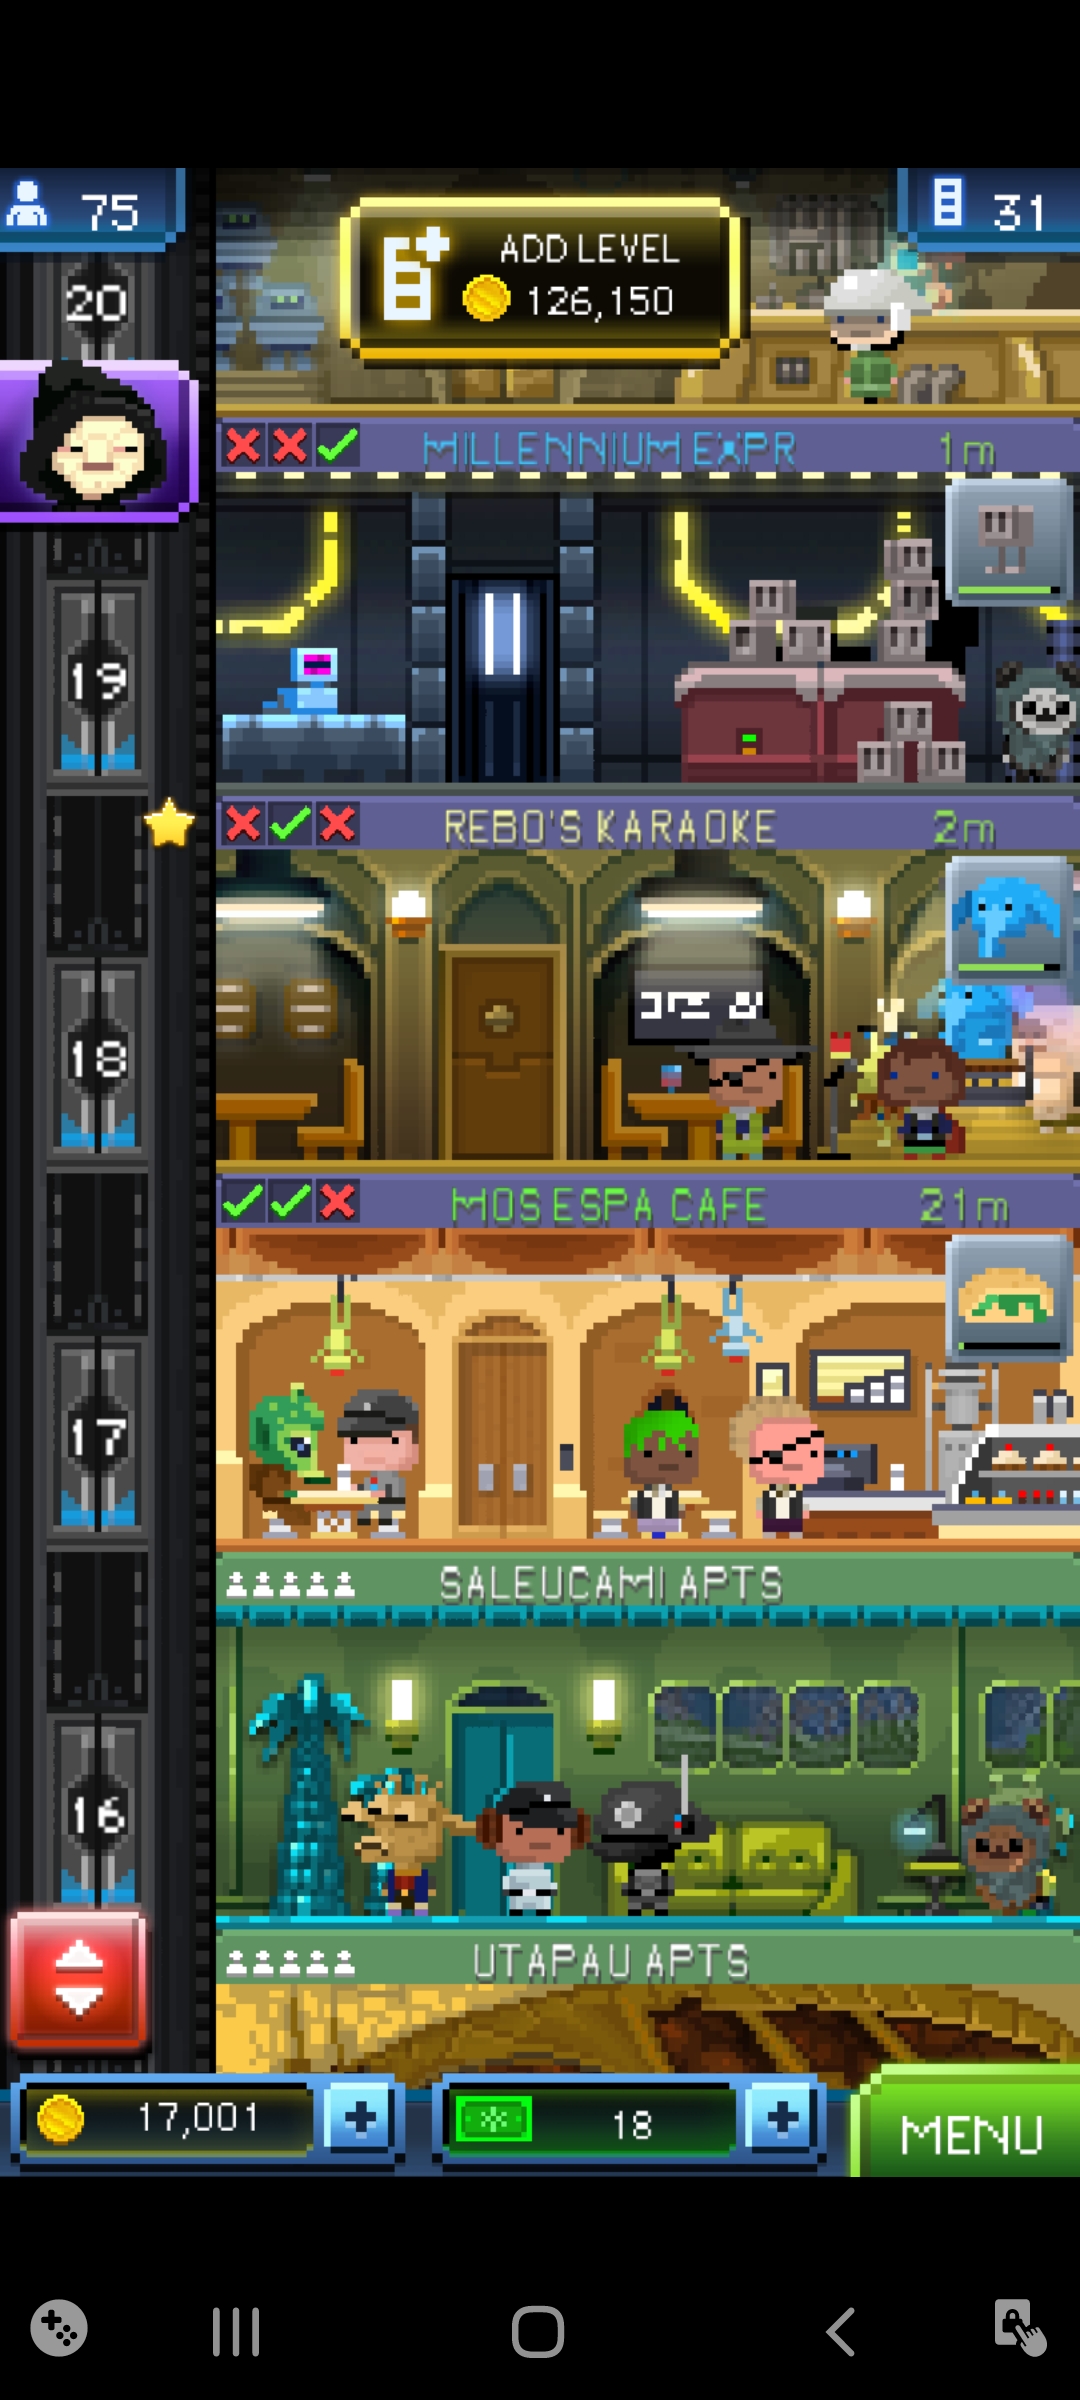 75
ADD LEVEL
126,150
31
20
MILLENNIUM EXPR
1m
19
REBO'S KARAOKE
2m
18
MOS ESPA CAFE
21m
17
SALEUCAMI APTS
16
UTAPAU APTS
17,001
18
MENU